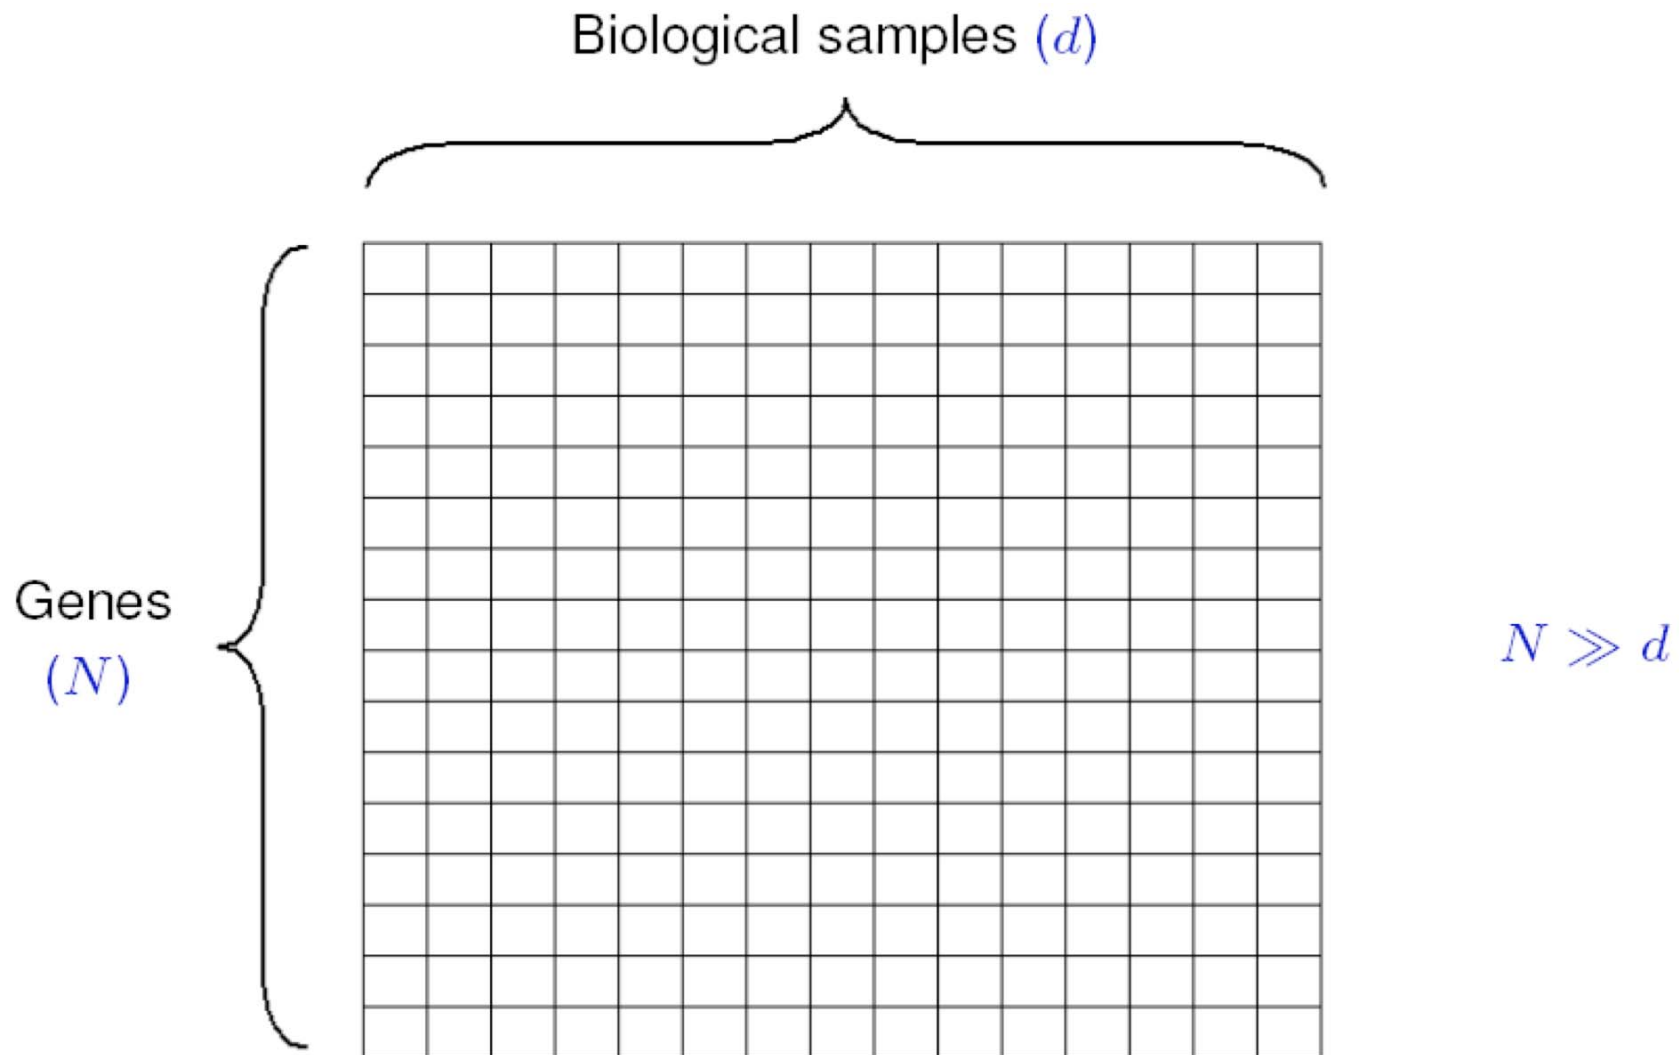 Biological samples (d)
Genes
(N)
N ≫ d